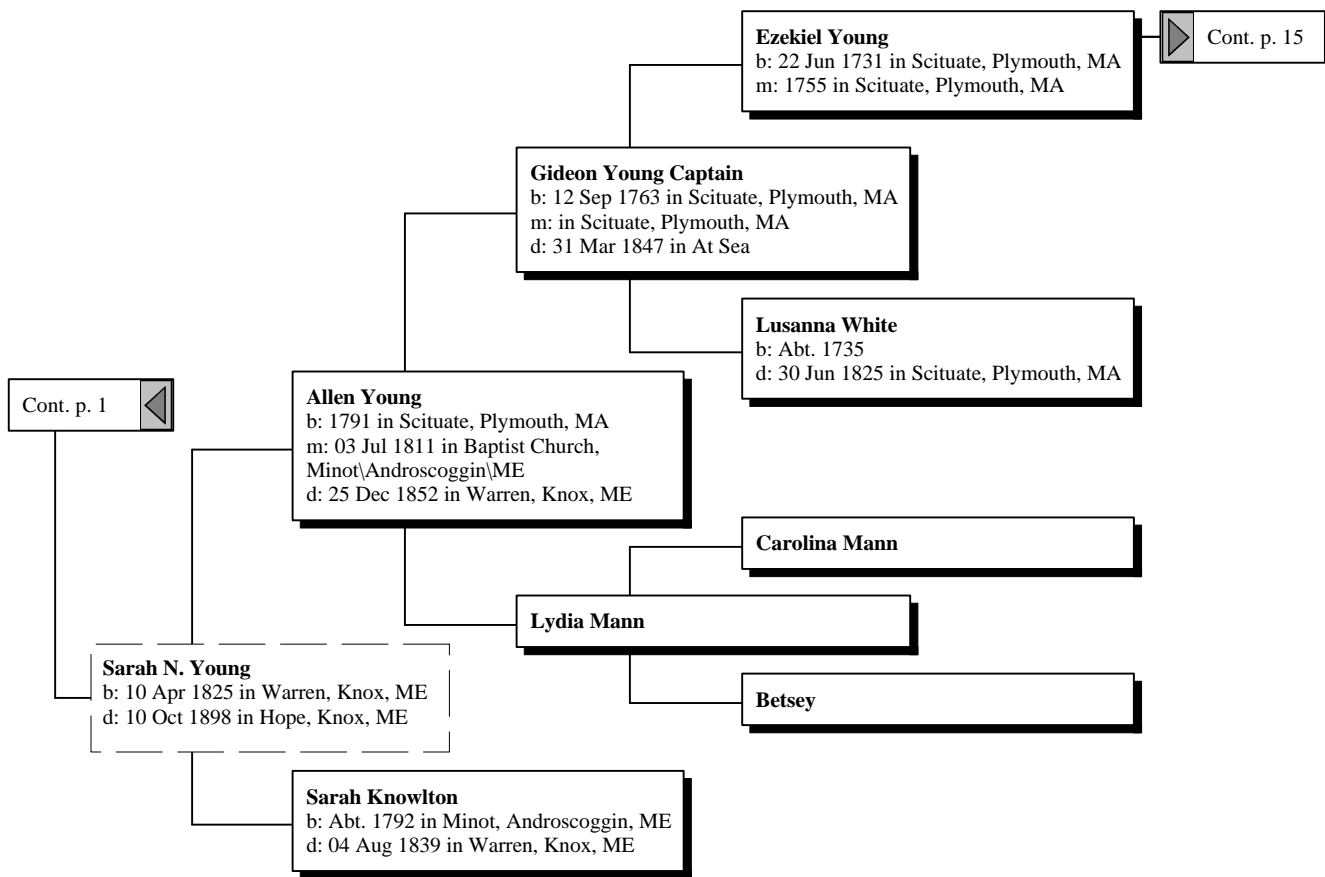 Ezekiel Young
b: 22 Jun 1731 in Scituate, Plymouth, MA
m: 1755 in Scituate, Plymouth, MA
Cont. p. 15
Gideon Young Captain
b: 12 Sep 1763 in Scituate, Plymouth, MA
m: in Scituate, Plymouth, MA
d: 31 Mar 1847 in At Sea
Lusanna White
b: Abt. 1735
d: 30 Jun 1825 in Scituate, Plymouth, MA
Cont. p. 1
Allen Young
b: 1791 in Scituate, Plymouth, MA
m: 03 Jul 1811 in Baptist Church,
Minot\Androscoggin\ME
d: 25 Dec 1852 in Warren, Knox, ME
Carolina Mann
Lydia Mann
Betsey
Sarah N. Young
b: 10 Apr 1825 in Warren, Knox, ME
d: 10 Oct 1898 in Hope, Knox, ME
Sarah Knowlton
b: Abt. 1792 in Minot, Androscoggin, ME
d: 04 Aug 1839 in Warren, Knox, ME